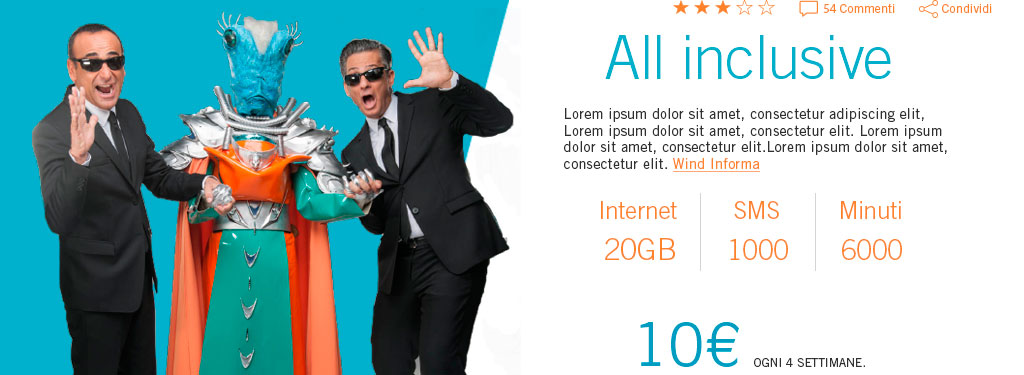 54 Commenti
Condividi
All inclusive
Lorem ipsum dolor sit amet, consectetur adipiscing elit,
Lorem ipsum dolor sit amet, consectetur elit. Lorem ipsum
dolor sit amet, consectetur elit.Lorem ipsum dolor sit amet,
consectetur elit. Wind Informa
Internet SMS Minuti
20GB 1000 6000
10€ OGNI 4 SETTIMANE.